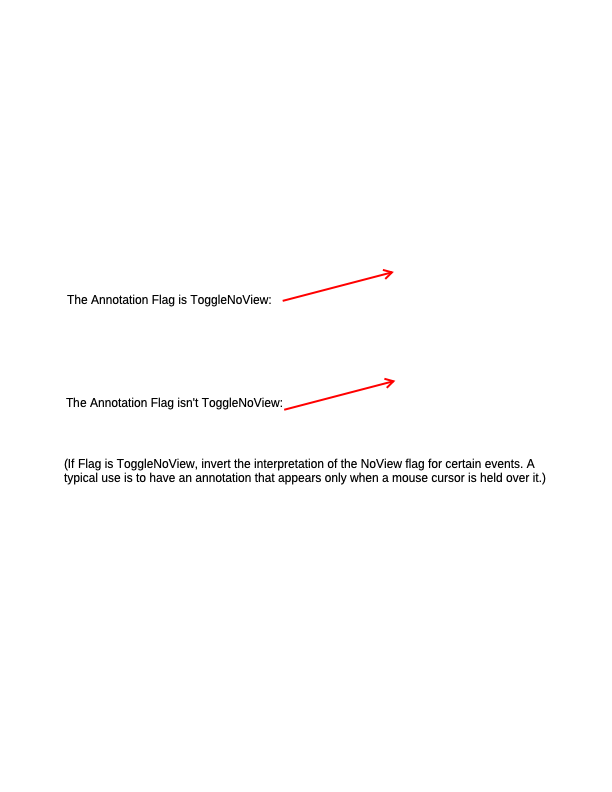 The Annotation Flag is ToggleNoView:
The Annotation Flag isn't ToggleNoView:
(If Flag is ToggleNoView, invert the interpretation of the NoView flag for certain events. A
typical use is to have an annotation that appears only when a mouse cursor is held over it.)